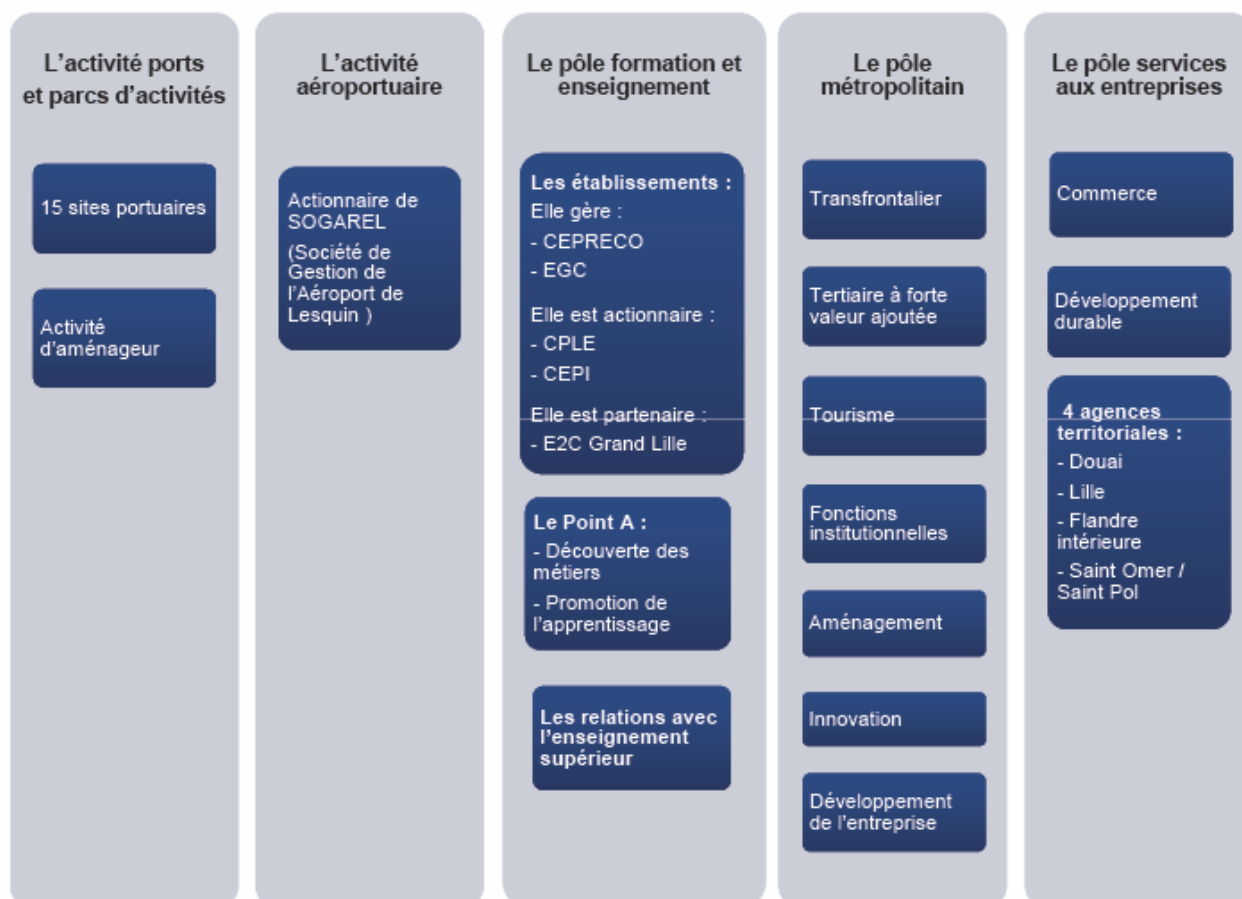 L'activité ports
et parcs d'activités
15 sites portuaires
Activité
d'aménageur
L'activité
aéroportuaire
Actionnaire de
SOGAREL
(Société de
Gestion de
l'Aéroport de
Lesquin )
Le pôle formation et
enseignement
Les établissements :
Elle gère :
- CEPRECO
- EGC
Elle est actionnaire :
- CPLE
- CEPI
Elle est partenaire :
- E2C Grand Lille
Le Point A :
- Découverte des
métiers
- Promotion de
l'apprentissage
Les relations avec
l'enseignement
supérieur
Le pôle
métropolitain
Transfrontalier
Tertiaire à forte
valeur ajoutée
Tourisme
Fonctions
institutionnelles
Aménagement
Innovation
Développement
de l'entreprise
Le pôle services
aux entreprises
Commerce
Développement
durable
4 agences
territoriales :
- Douai
- Lille
- Flandre
intérieure
- Saint Omer /
Saint Pol